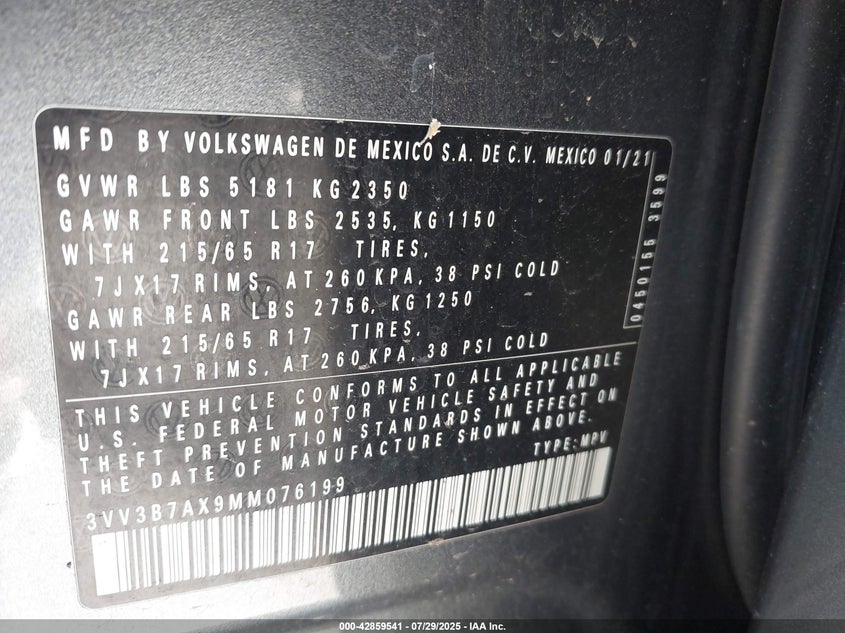 MFD BY VOLKSWAGEN DE MEXICO S.A. DE C.V. MEXICO 01/21
GVWR LBS 5181 KG 2350
GAWR FRONT LBS 2535, KG 1150
WITH 215/65 R17 TIRES,
7JX17 RIMS, AT 260KPA, 38 PSI COLD
GAWR REAR LBS 2756, KG 1250
WITH 215/65 R17 TIRES,
7JX17 RIMS, AT 260KPA, 38 PSI COLD
0450155 3599
THIS VEHICLE CONFORMS TO ALL APPLICABLE
U.S. FEDERAL MOTOR VEHICLE SAFETY AND
THEFT PREVENTION STANDARDS IN EFFECT ON
THE DATE OF MANUFACTURE SHOWN ABOVE.
TYPE: MPV
3VV3B7AX9MM076199
000-42859541 - 07/29/2025 - IAA Inc.